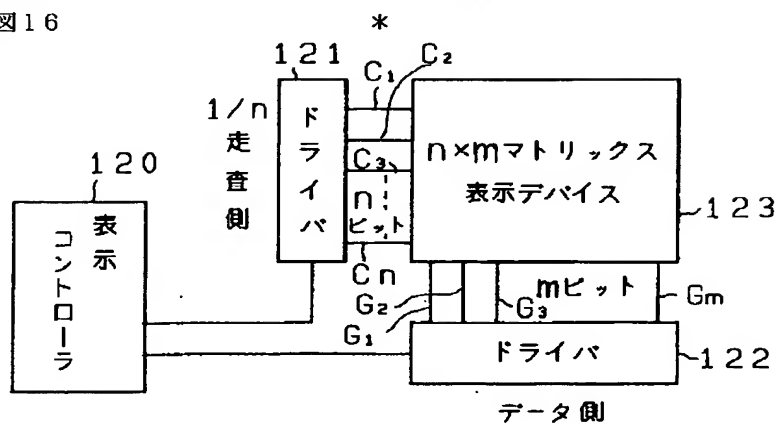 図16
*
121
C1
C2
C3
1/n
走査側
ドライバ
nビット
Cn
n×mマトリックス
表示デバイス
123
120
表示
コントローラ
G1
G2
G3
mビット
Gm
ドライバ
122
データ側